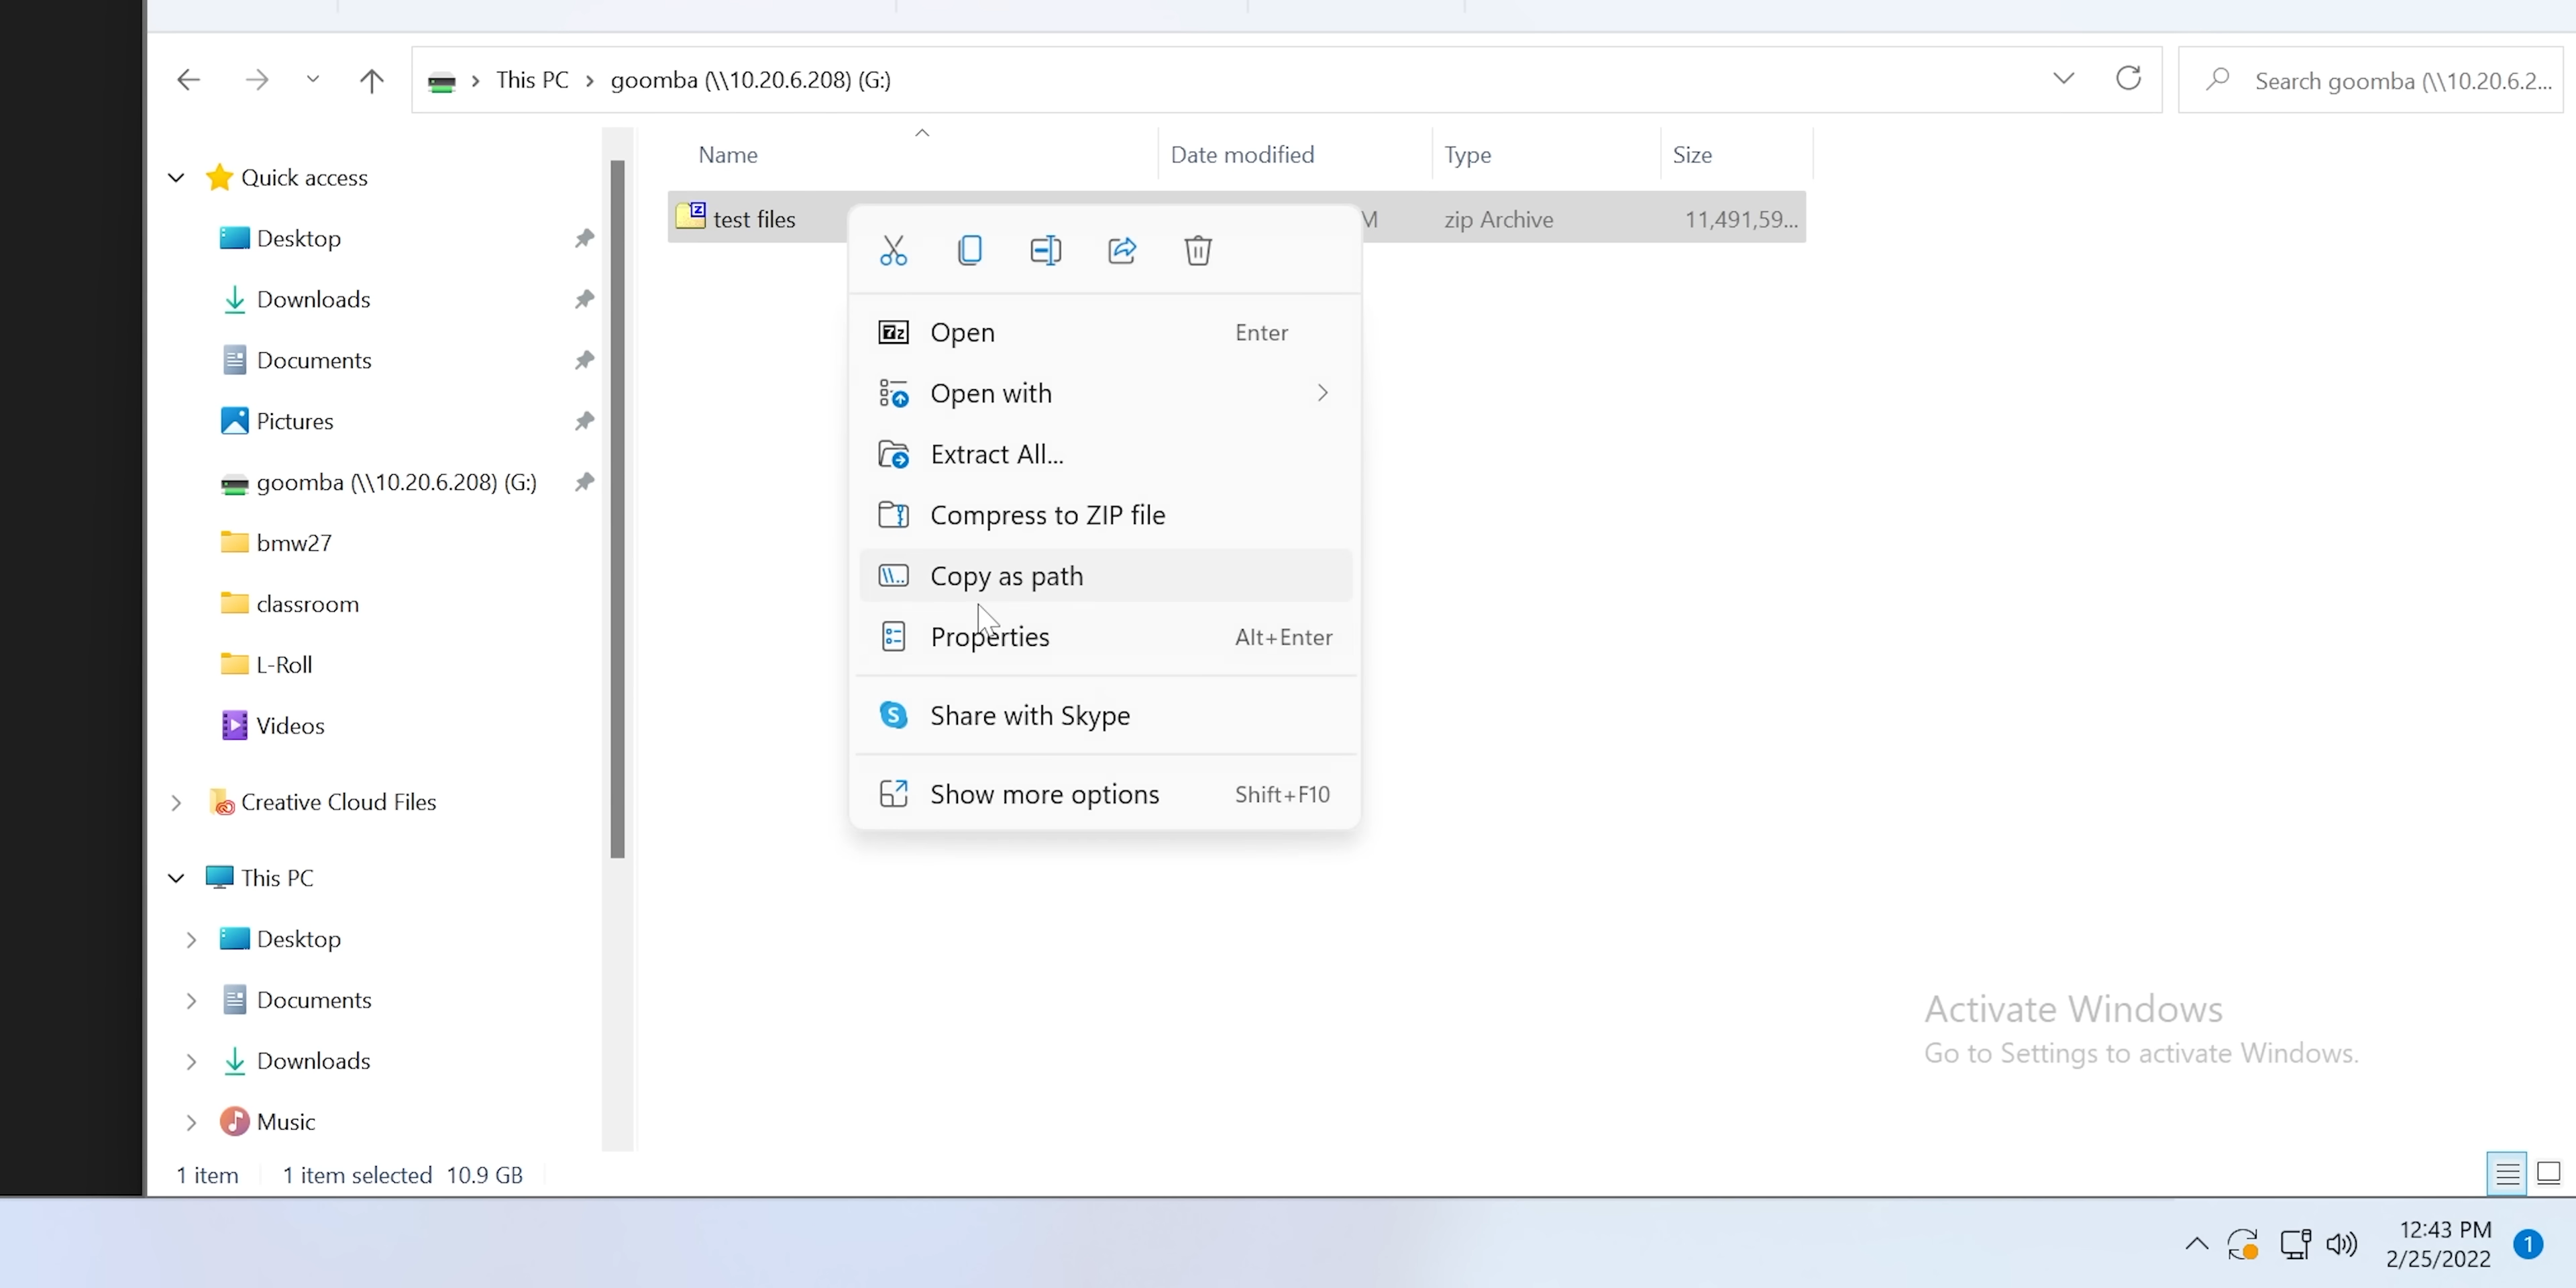 This PC > goomba (\\10.20.6.208) (G:)
Search goomba (\\10.20.6.2...
Name
Date modified
Type
Size
test files
M
zip Archive
11,491,59...
Quick access
Desktop
Downloads
Documents
Pictures
goomba (\\10.20.6.208) (G:)
bmw27
classroom
L-Roll
Videos
Creative Cloud Files
This PC
Desktop
Documents
Downloads
Music
Open Enter
Open with
Extract All...
Compress to ZIP file
Copy as path
Properties Alt+Enter
Share with Skype
Show more options Shift+F10
Activate Windows
Go to Settings to activate Windows.
1 item 1 item selected 10.9 GB
12:43 PM
2/25/2022
1